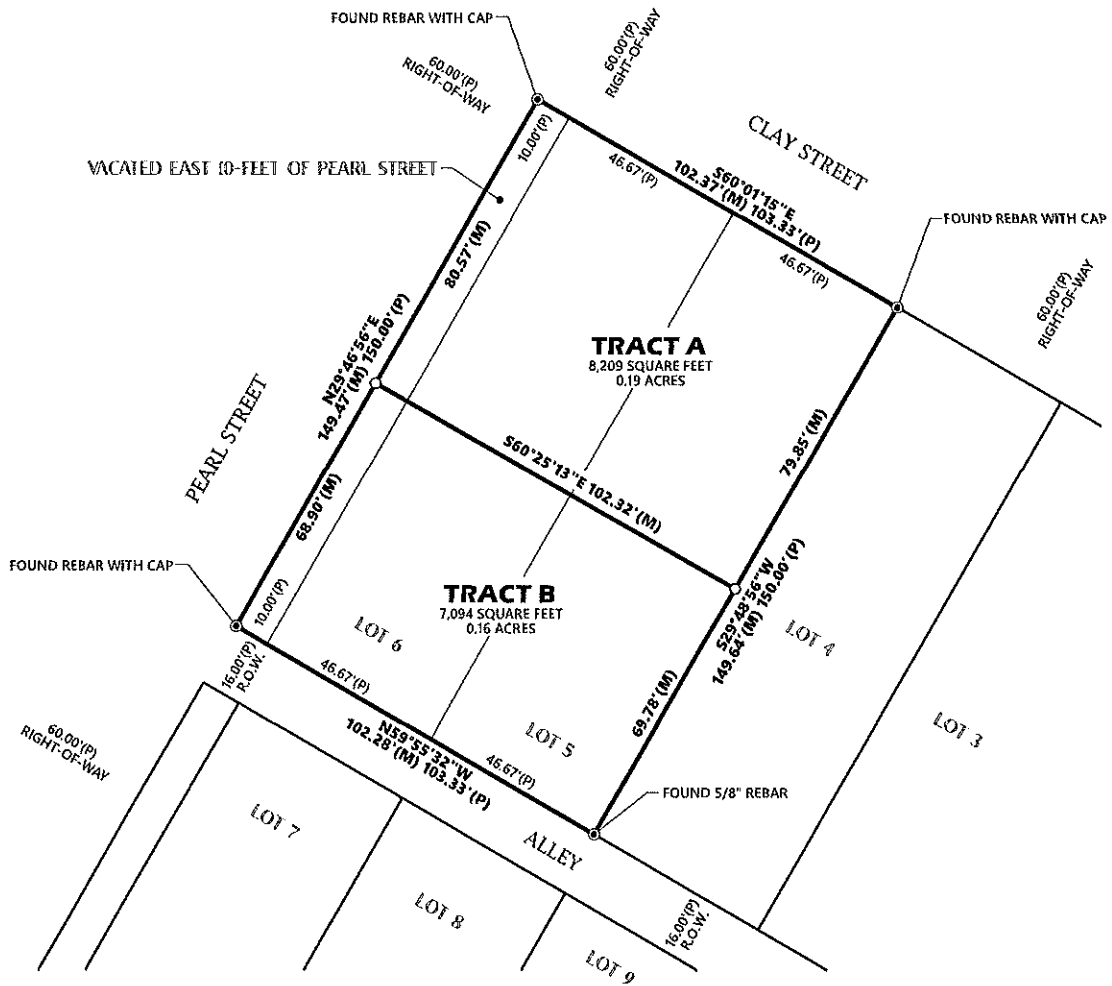 FOUND REBAR WITH CAP
60.00'(P)
RIGHT-OF-WAY
60.00'(P)
RIGHT-OF-WAY
CLAY STREET
10.00'(P)
VACATED EAST 10-FEET OF PEARL STREET
46.67'(P)
S60°01'15"E
102.37'(M) 103.33'(P)
FOUND REBAR WITH CAP
46.67'(P)
80.57'(M)
60.00'(P)
RIGHT-OF-WAY
TRACT A
8,209 SQUARE FEET
0.19 ACRES
N29°46'56"E
149.47'(M) 150.00'(P)
PEARL STREET
79.85'(M)
S60°25'13"E 102.32'(M)
68.90'(M)
FOUND REBAR WITH CAP
TRACT B
7,094 SQUARE FEET
0.16 ACRES
10.00'(P)
LOT 6
S29°48'56"W
149.64'(M) 150.00'(P)
LOT 4
16.00'(P)
R.O.W.
46.67'(P)
69.78'(M)
LOT 3
60.00'(P)
RIGHT-OF-WAY
N59°55'32"W
102.28'(M) 103.33'(P)
LOT 5
46.67'(P)
FOUND 5/8" REBAR
LOT 7
ALLEY
LOT 8
16.00'(P)
R.O.W.
LOT 9